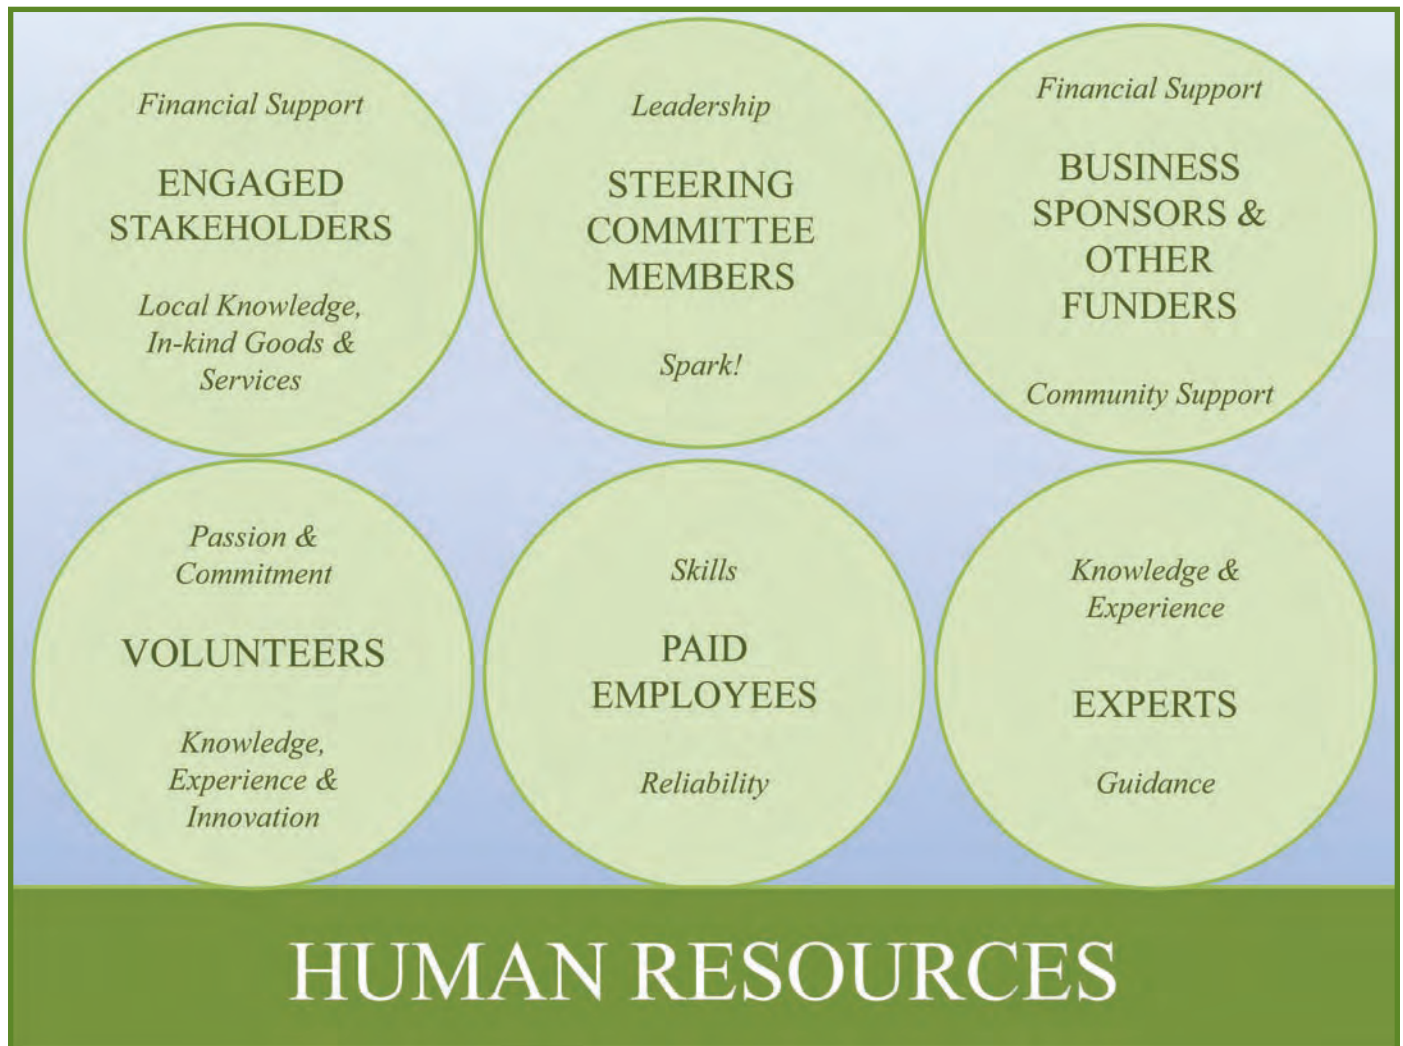 Financial Support
ENGAGED
STAKEHOLDERS
Local Knowledge,
In-kind Goods &
Services
Leadership
STEERING
COMMITTEE
MEMBERS
Spark!
Financial Support
BUSINESS
SPONSORS &
OTHER
FUNDERS
Community Support
Passion &
Commitment
VOLUNTEERS
Knowledge,
Experience &
Innovation
Skills
PAID
EMPLOYEES
Reliability
Knowledge &
Experience
EXPERTS
Guidance
HUMAN RESOURCES